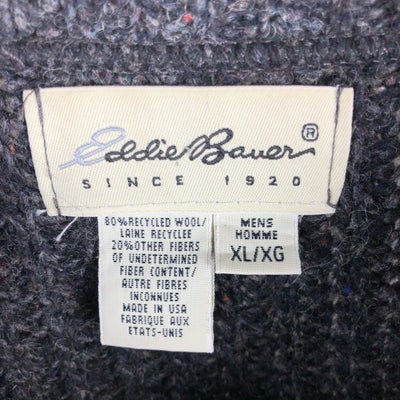 Eddie Bauer®
SINCE 1920
80% RECYCLED WOOL/
LAINE RECYCLEE
20% OTHER FIBERS
OF UNDETERMINED
FIBER CONTENT/
AUTRE FIBRES
INCONNUES
MADE IN USA
FABRIQUE AUX
ETATS-UNIS
MENS
HOMME
XL/XG